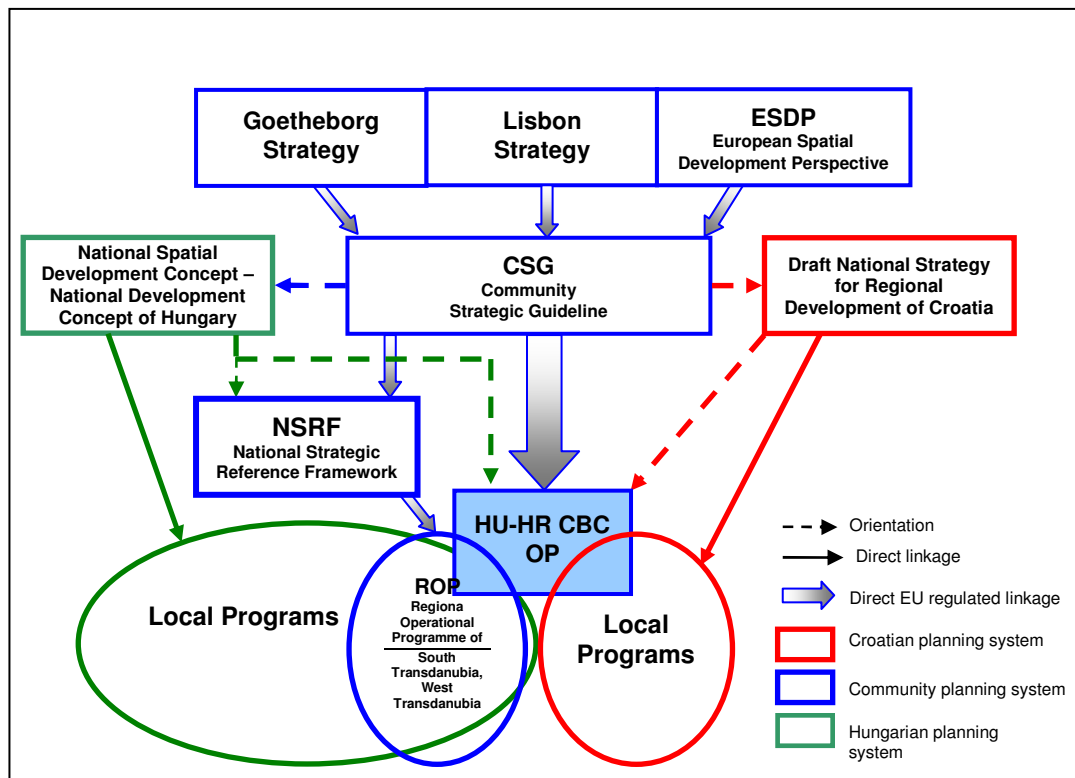 Goetheborg
Strategy
Lisbon
Strategy
ESDP
European Spatial
Development Perspective
National Spatial
Development Concept –
National Development
Concept of Hungary
CSG
Community
Strategic Guideline
Draft National Strategy
for Regional
Development of Croatia
NSRF
National Strategic
Reference Framework
HU-HR CBC
OP
Local Programs
ROP
Regiona
Operational
Programme of
South
Transdanubia,
West
Transdanubia
Local
Programs
Orientation
Direct linkage
Direct EU regulated linkage
Croatian planning system
Community planning system
Hungarian planning
system